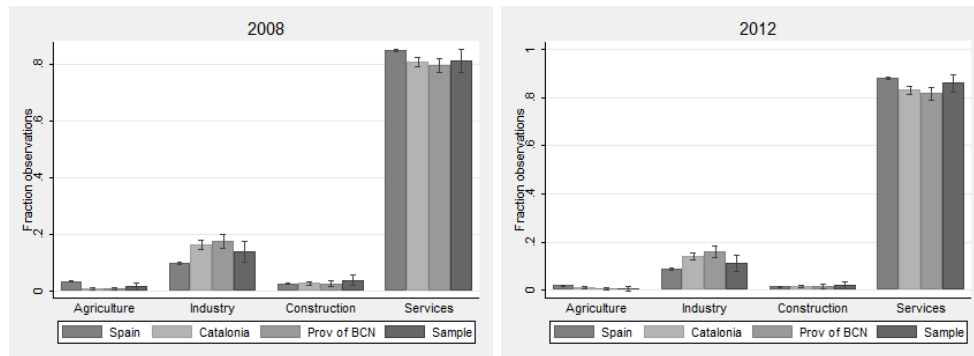 2008
Fraction observations
.8
.6
.4
.2
0
Agriculture Industry Construction Services
Spain Catalonia Prov of BCN Sample
2012
Fraction observations
1
.8
.6
.4
.2
0
Agriculture Industry Construction Services
Spain Catalonia Prov of BCN Sample